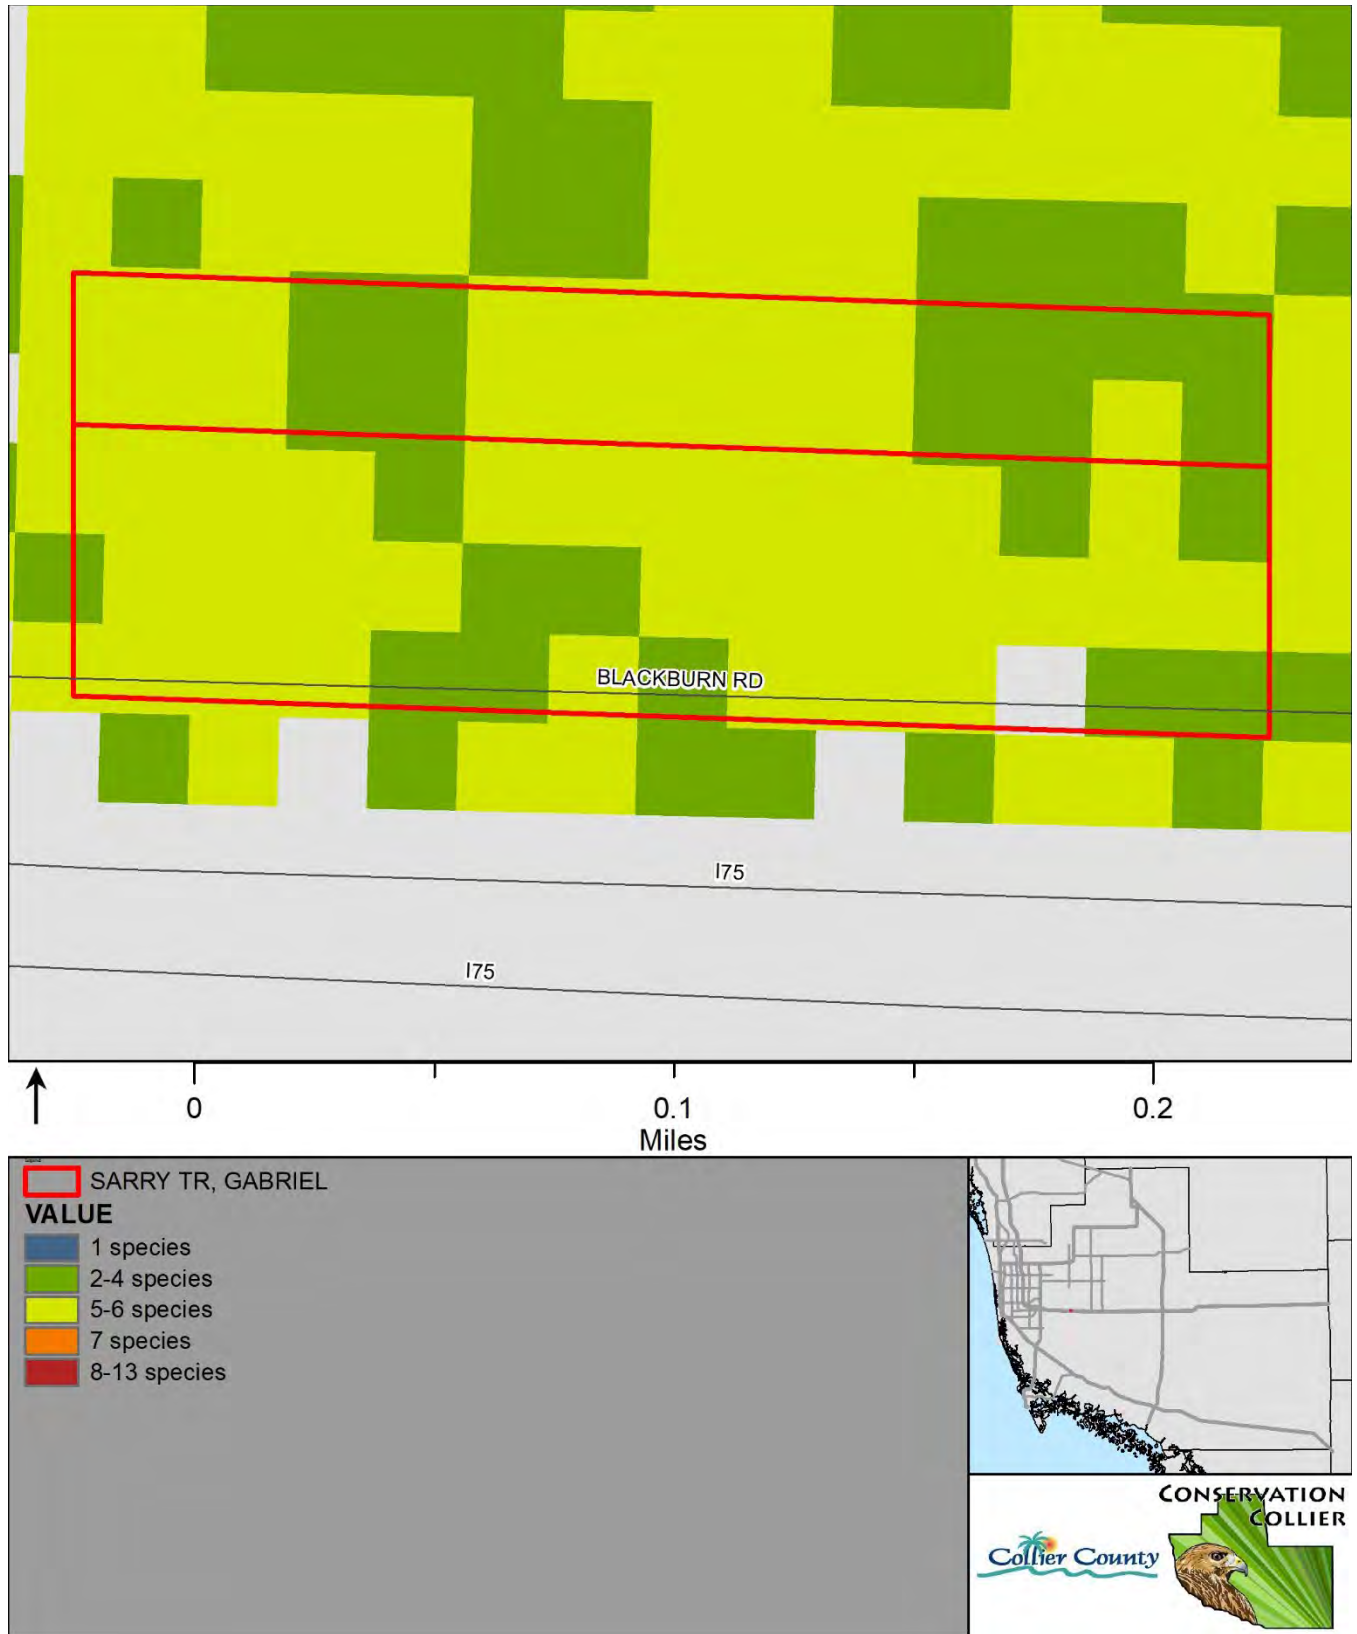 BLACKBURN RD
I75
I75
0 0.1 0.2
Miles
SARRY TR, GABRIEL
VALUE
1 species
2-4 species
5-6 species
7 species
8-13 species
CONSERVATION
COLLIER
Collier County